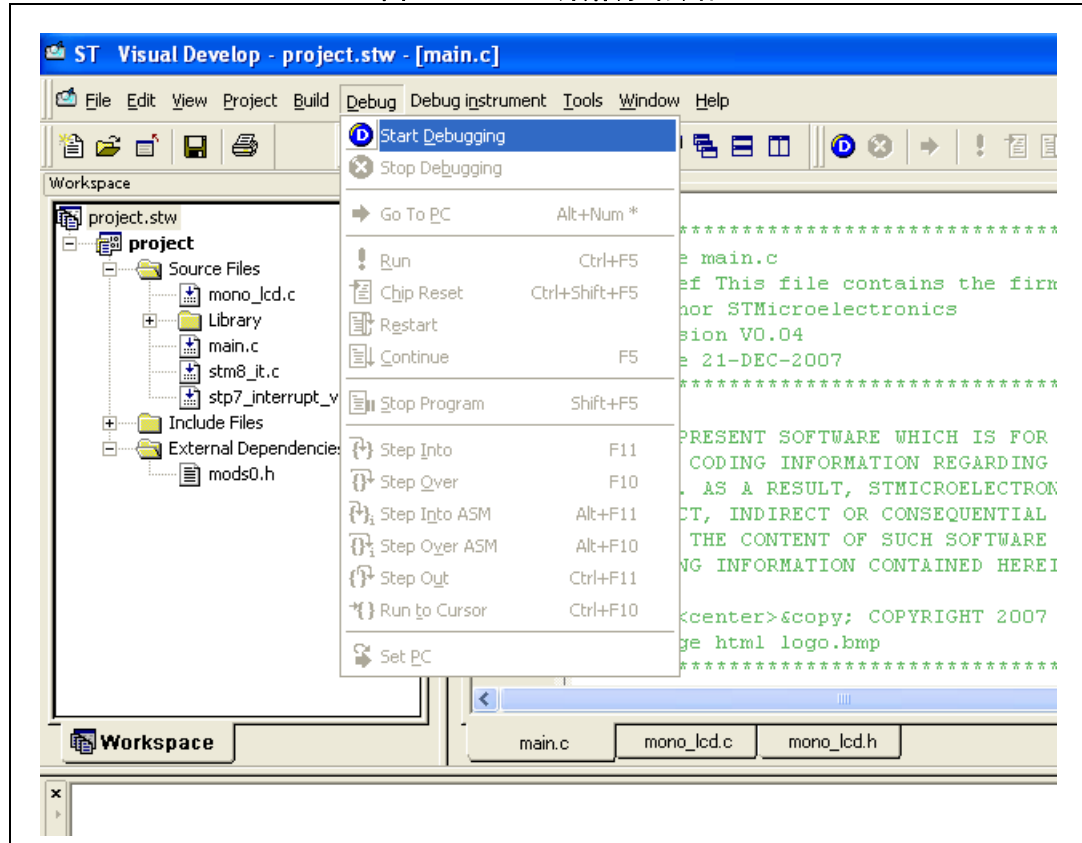 ST Visual Develop - project.stw - [main.c]
File Edit View Project Build Debug Debug instrument Tools Window Help
Start Debugging
Stop Debugging
Go To PC Alt+Num *
Run Ctrl+F5
Chip Reset Ctrl+Shift+F5
Restart
Continue F5
Stop Program Shift+F5
Step Into F11
Step Over F10
Step Into ASM Alt+F11
Step Over ASM Alt+F10
Step Out Ctrl+F11
Run to Cursor Ctrl+F10
Set PC
Workspace
project.stw
project
Source Files
mono_lcd.c
Library
main.c
stm8_it.c
stp7_interrupt_v
Include Files
External Dependencies
mods0.h
*******************************
e main.c
ef This file contains the firm
hor STMicroelectronics
sion V0.04
e 21-DEC-2007
*******************************
PRESENT SOFTWARE WHICH IS FOR
CODING INFORMATION REGARDING
. AS A RESULT, STMICROELECTRON
CT, INDIRECT OR CONSEQUENTIAL
THE CONTENT OF SUCH SOFTWARE
NG INFORMATION CONTAINED HEREI
<center>&copy; COPYRIGHT 2007
ge html logo.bmp
*******************************
Workspace
main.c mono_lcd.c mono_lcd.h